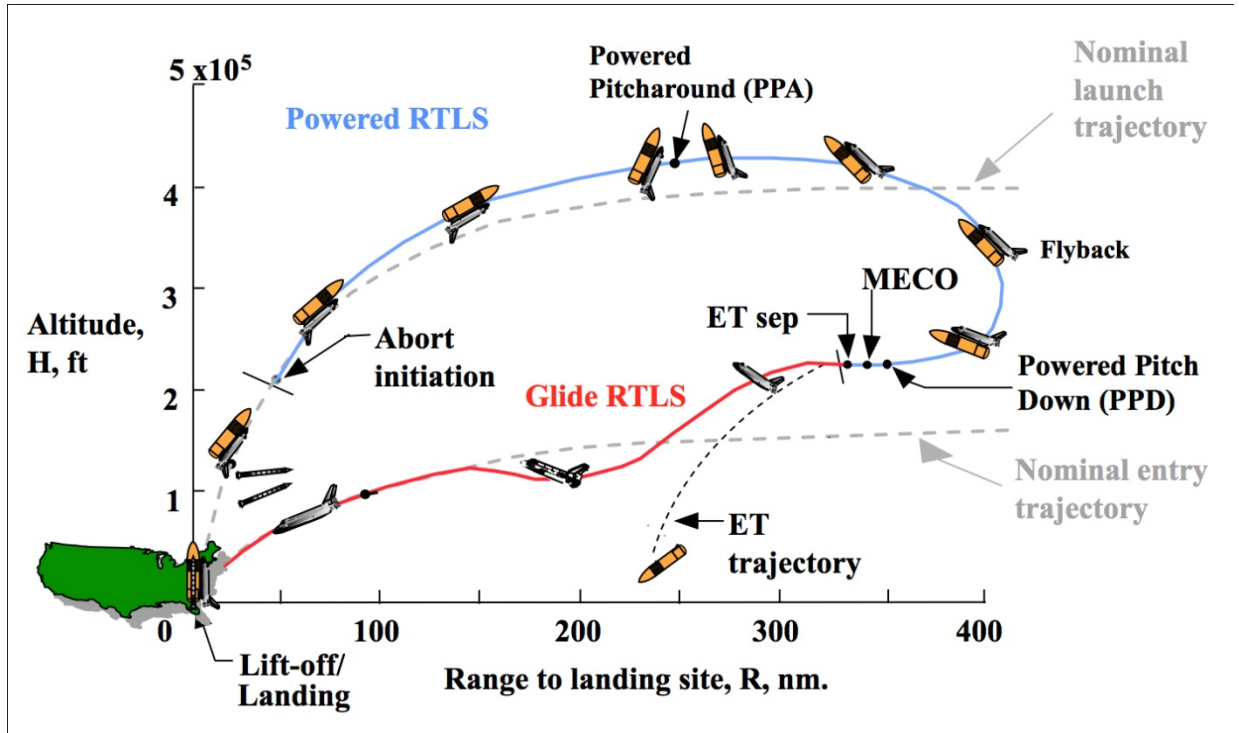 5 x10⁵
Powered
Pitcharound (PPA)
Nominal
launch
trajectory
Powered RTLS
4
Flyback
3
MECO
Altitude,
H, ft
ET sep
Abort
initiation
Powered Pitch
Down (PPD)
Glide RTLS
2
Nominal entry
trajectory
1
ET
trajectory
0
100
200
300
400
Lift-off/
Landing
Range to landing site, R, nm.